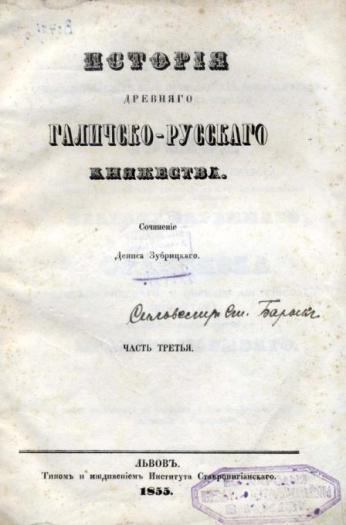 ИСТОРІЯ
ДРЕВНЯГО
ГАЛИЧСКО-РУССКАГО
КНЯЖЕСТВА.
Сочиненіе
Дениса Зубрицкаго.
ЧАСТЬ ТРЕТЬЯ.
ЛЬВОВЪ.
Типомъ и иждивеніемъ Института Ставропигіанскаго.
1855.